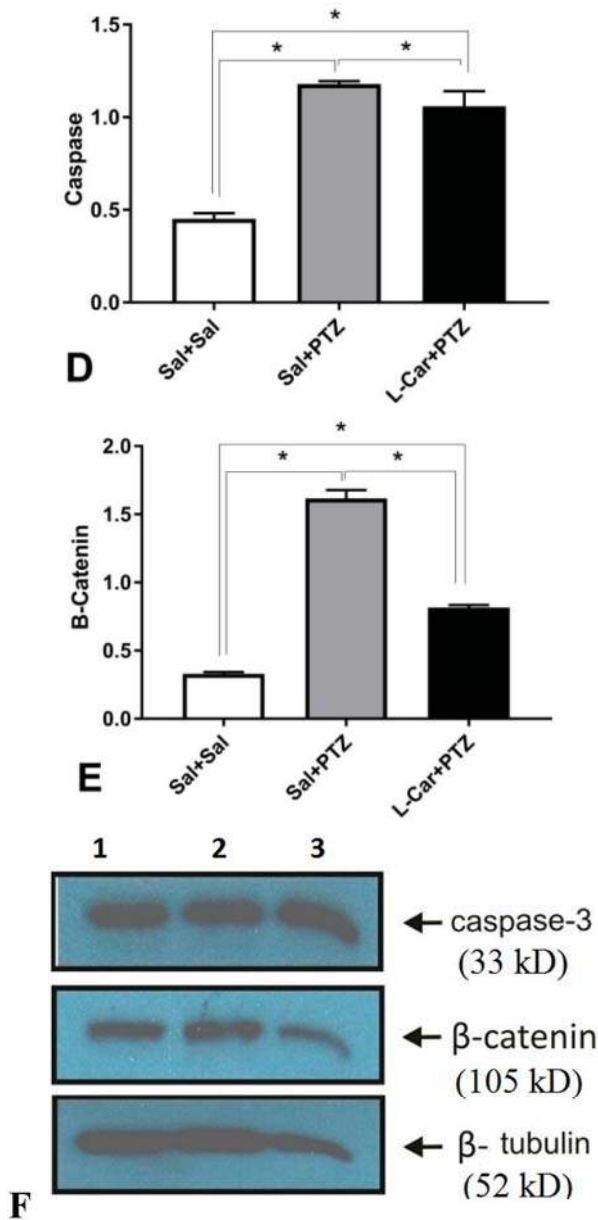 1.5
*
*
*
1.0
Caspase
0.5
0.0
Sal+Sal
Sal+PTZ
L-Car+PTZ
D
2.0
*
*
*
1.5
B-Catenin
1.0
0.5
0.0
Sal+Sal
Sal+PTZ
L-Car+PTZ
E
1 2 3
caspase-3
(33 kD)
β-catenin
(105 kD)
β- tubulin
(52 kD)
F